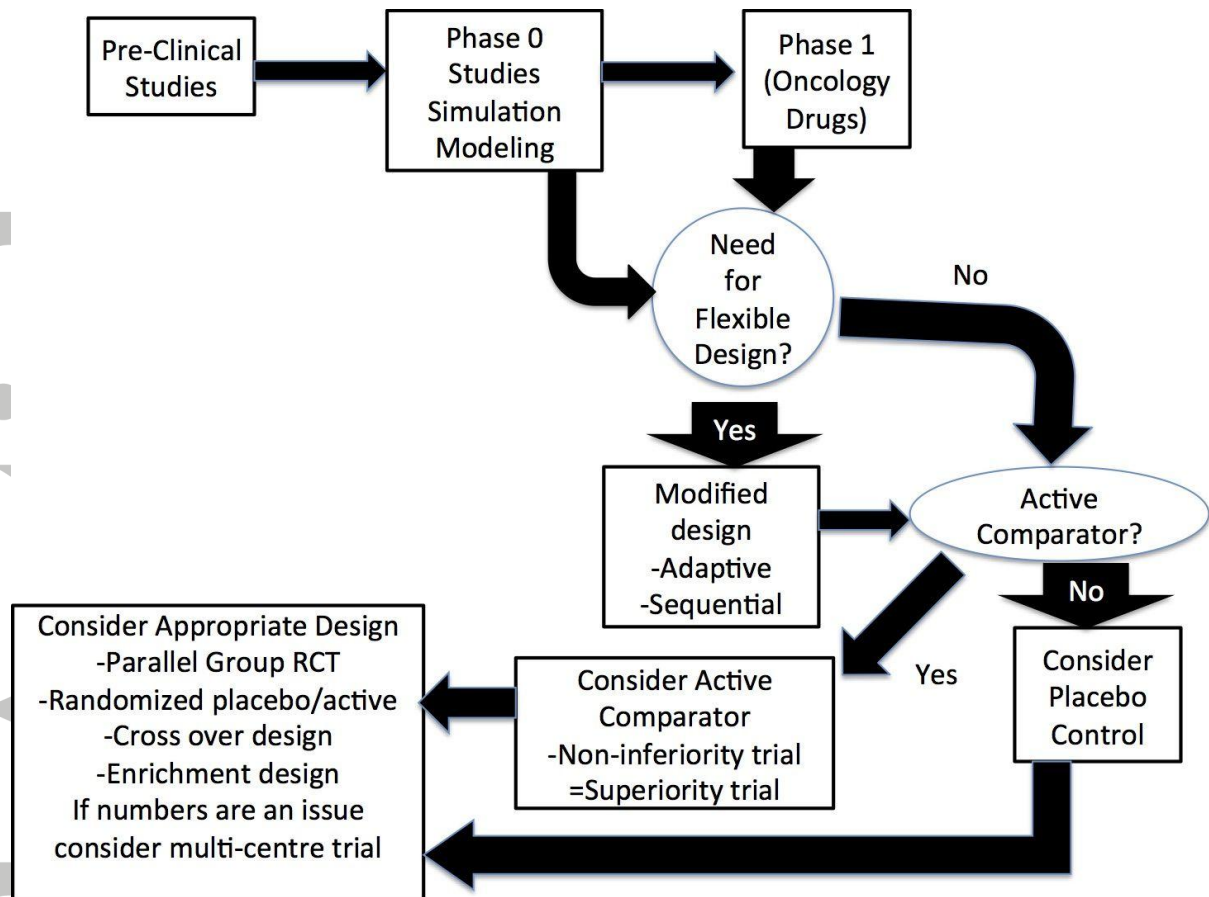 Pre-Clinical
Studies
Phase 0
Studies
Simulation
Modeling
Phase 1
(Oncology
Drugs)
Need
for
Flexible
Design?
No
Yes
Modified
design
-Adaptive
-Sequential
Active
Comparator?
No
Yes
Consider
Placebo
Control
Consider Active
Comparator
-Non-inferiority trial
=Superiority trial
Consider Appropriate Design
-Parallel Group RCT
-Randomized placebo/active
-Cross over design
-Enrichment design
If numbers are an issue
consider multi-centre trial